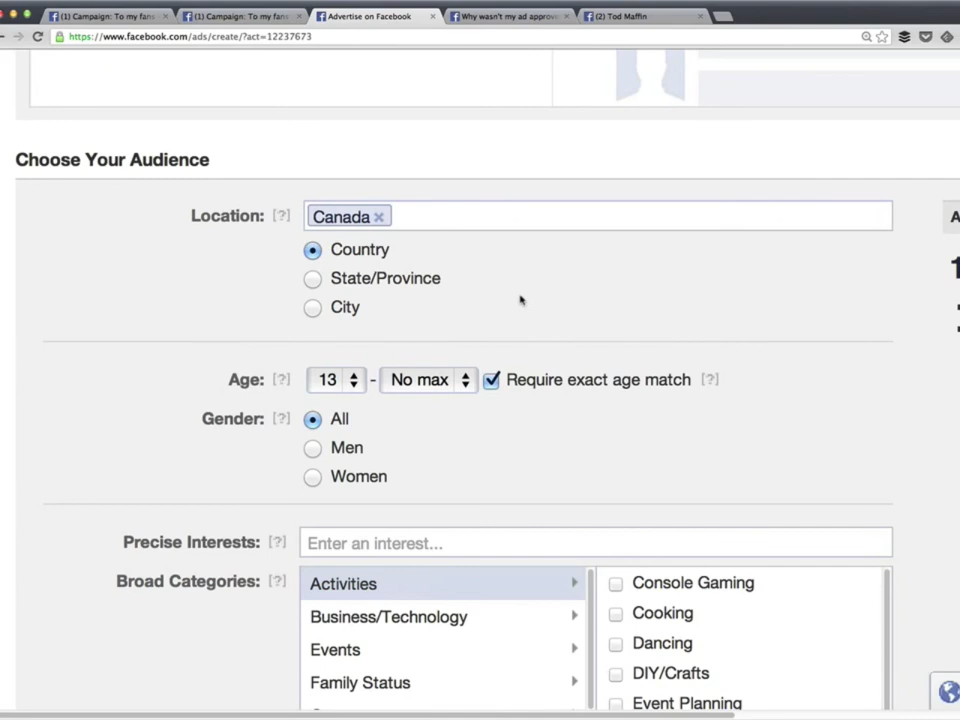 (1) Campaign: To my fans
(1) Campaign: To my fans
Advertise on Facebook
Why wasn't my ad approve
(2) Tod Maffin
https://www.facebook.com/ads/create/?act=12237673
Choose Your Audience
Location: [?] Canada
Country
State/Province
City
Age: [?] 13 - No max Require exact age match [?]
Gender: [?] All
Men
Women
Precise Interests: [?] Enter an interest...
Broad Categories: [?] Activities Console Gaming
Cooking
Business/Technology
Dancing
Events
DIY/Crafts
Family Status
Event Planning